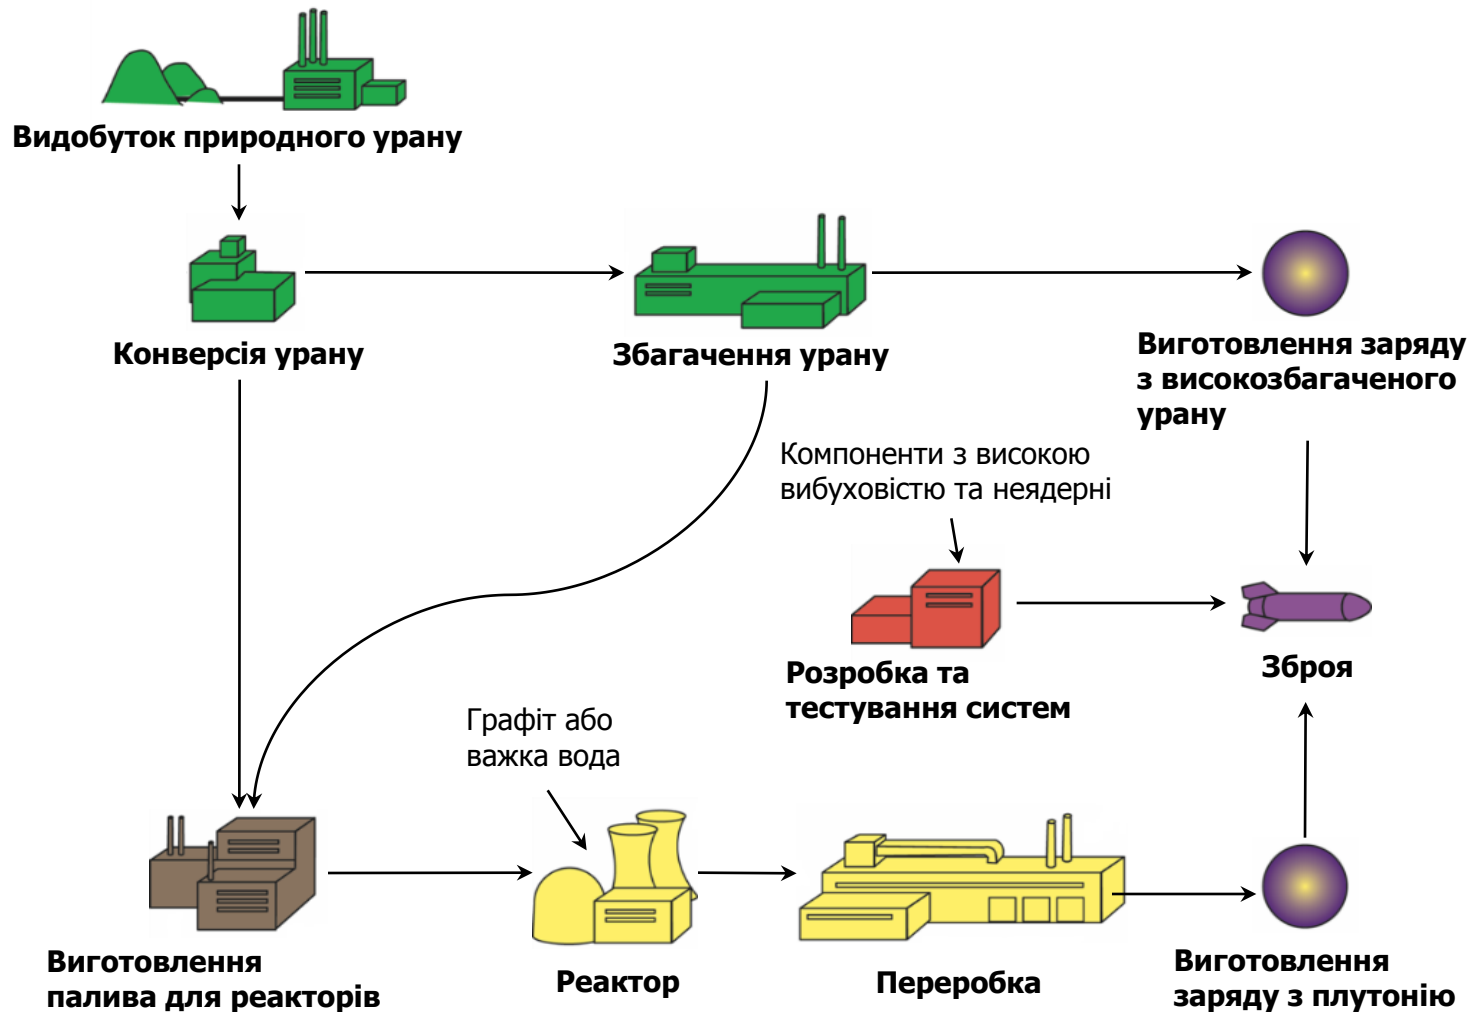 Видобуток природного урану
Конверсія урану
Збагачення урану
Виготовлення заряду
з високозбагаченого
урану
Компоненти з високою
вибуховістю та неядерні
Розробка та
тестування систем
Зброя
Графіт або
важка вода
Виготовлення
палива для реакторів
Реактор
Переробка
Виготовлення
заряду з плутонію